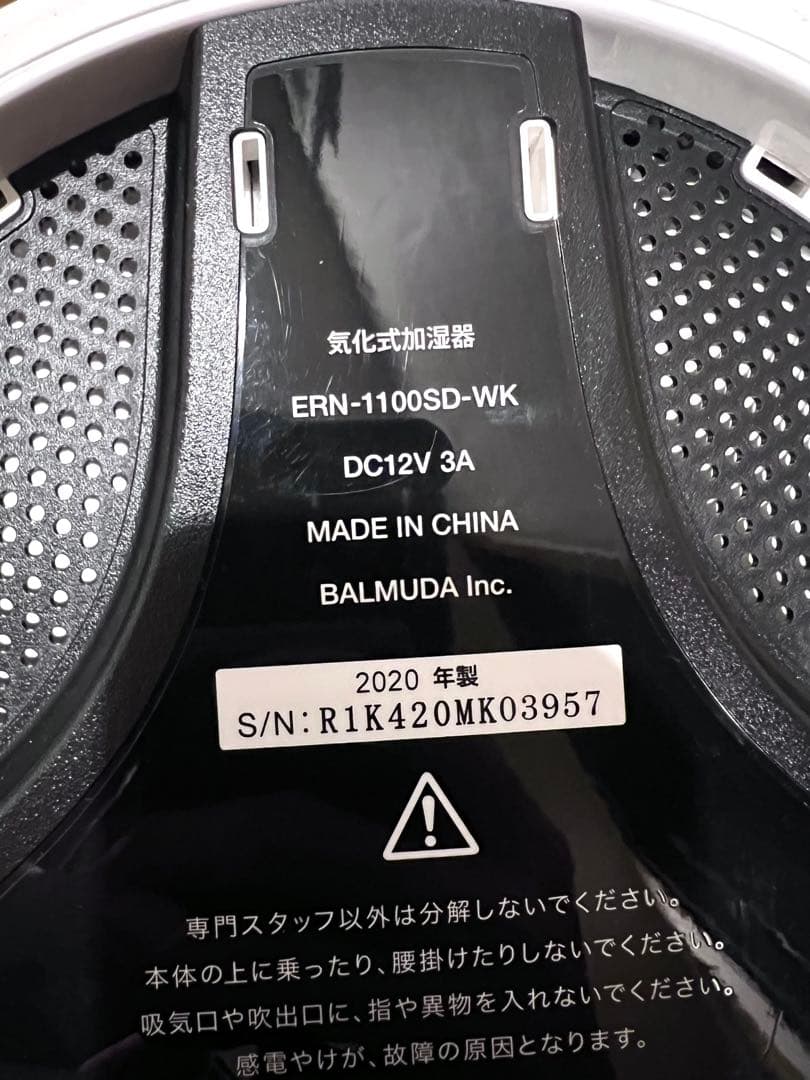 気化式加湿器
ERN-1100SD-WK
DC12V 3A
MADE IN CHINA
BALMUDA Inc.
2020 年製
S/N: R1K420MK03957
専門スタッフ以外は分解しないでください。
本体の上に乗ったり、腰掛けたりしないでください。
吸気口や吹出口に、指や異物を入れないでください。
感電やけが、故障の原因となります。